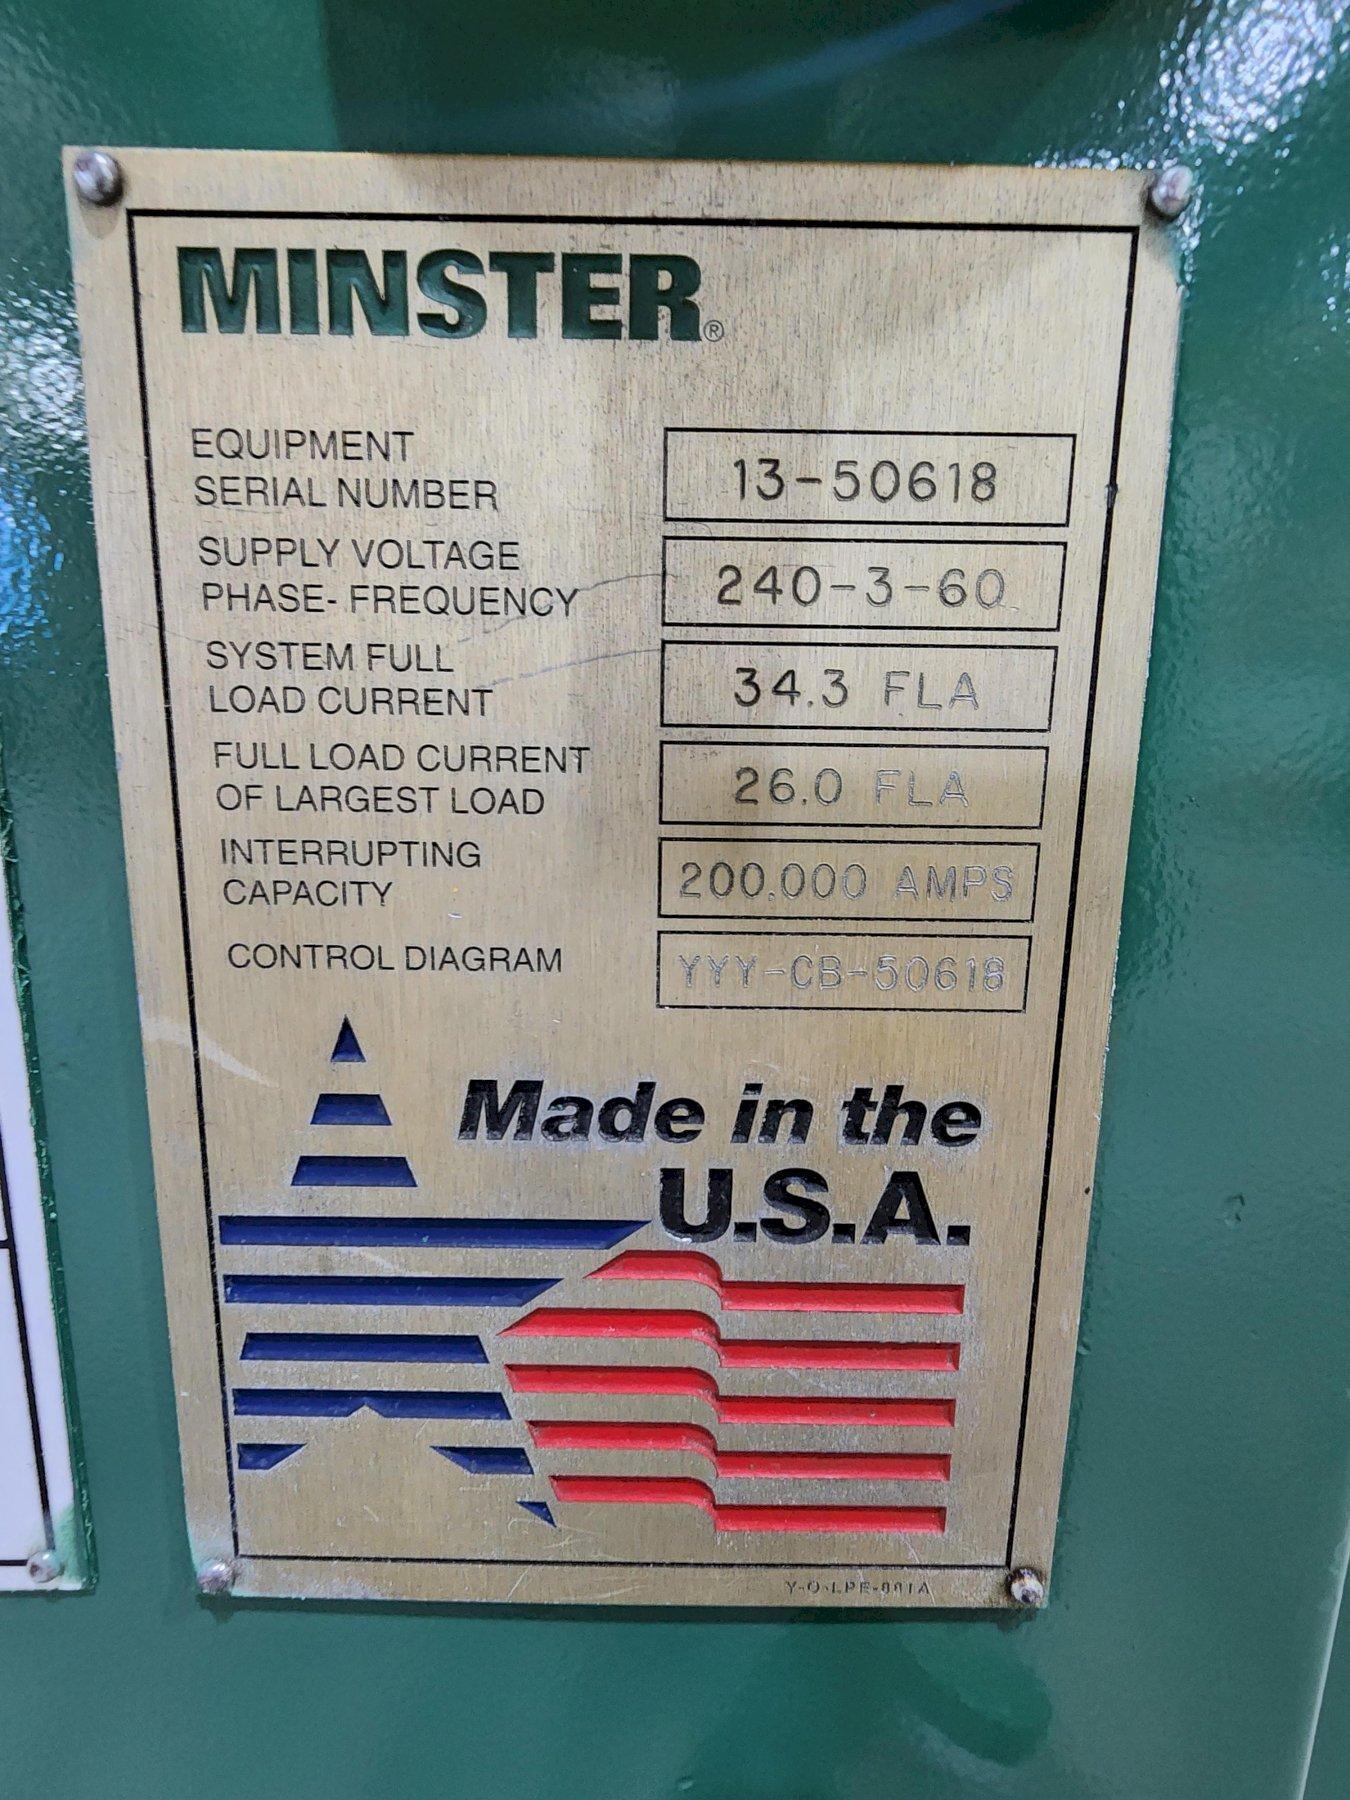 MINSTER®
EQUIPMENT
SERIAL NUMBER
13-50618
SUPPLY VOLTAGE
PHASE- FREQUENCY
240-3-60
SYSTEM FULL
LOAD CURRENT
34.3 FLA
FULL LOAD CURRENT
OF LARGEST LOAD
26.0 FLA
INTERRUPTING
CAPACITY
200.000 AMPS
CONTROL DIAGRAM
YYY-CB-50618
Made in the
U.S.A.